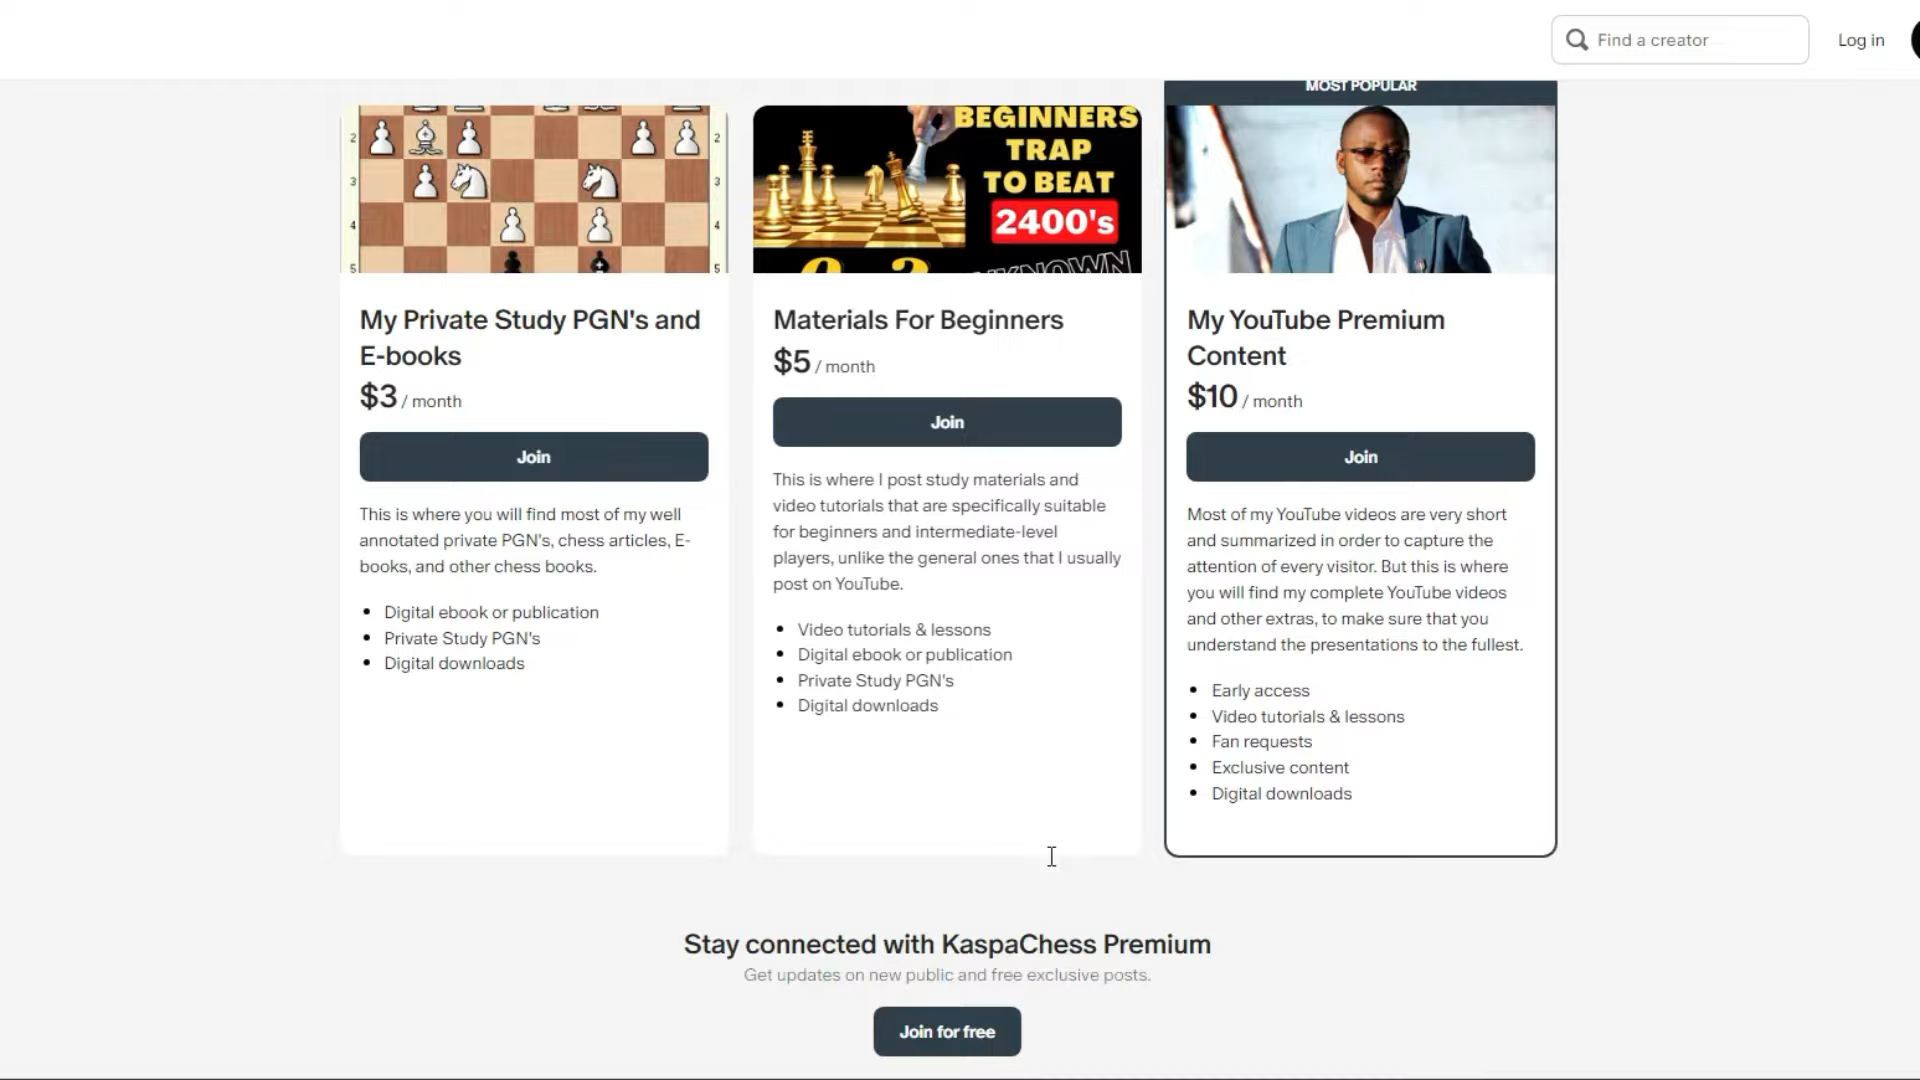 Find a creator
Log in
MOST POPULAR
2
2
3
3
4
4
5
5
BEGINNERS
TRAP
TO BEAT
2400's
My Private Study PGN's and
E-books
$3 / month
Join
This is where you will find most of my well
annotated private PGN's, chess articles, E-
books, and other chess books.
• Digital ebook or publication
• Private Study PGN's
• Digital downloads
Materials For Beginners
$5 / month
Join
This is where I post study materials and
video tutorials that are specifically suitable
for beginners and intermediate-level
players, unlike the general ones that I usually
post on YouTube.
• Video tutorials & lessons
• Digital ebook or publication
• Private Study PGN's
• Digital downloads
My YouTube Premium
Content
$10 / month
Join
Most of my YouTube videos are very short
and summarized in order to capture the
attention of every visitor. But this is where
you will find my complete YouTube videos
and other extras, to make sure that you
understand the presentations to the fullest.
• Early access
• Video tutorials & lessons
• Fan requests
• Exclusive content
• Digital downloads
Stay connected with KaspaChess Premium
Get updates on new public and free exclusive posts.
Join for free